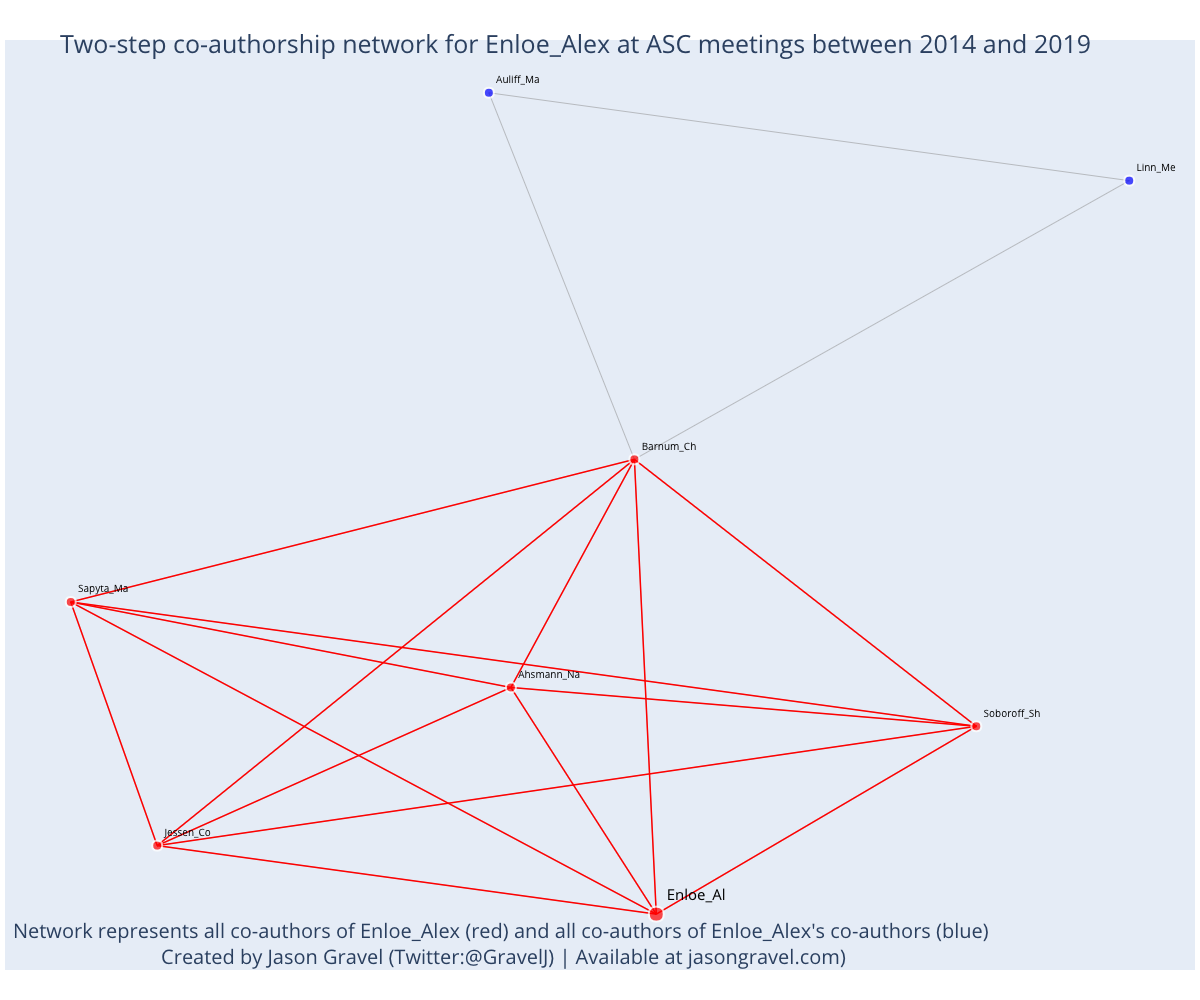 Two-step co-authorship network for Enloe_Alex at ASC meetings between 2014 and 2019
Auliff_Ma
Linn_Me
Barnum_Ch
Sapyta_Ma
Ahsmann_Na
Soboroff_Sh
Jessen_Co
Enloe_Al
Network represents all co-authors of Enloe_Alex (red) and all co-authors of Enloe_Alex's co-authors (blue)
Created by Jason Gravel (Twitter:@GravelJ) | Available at jasongravel.com)